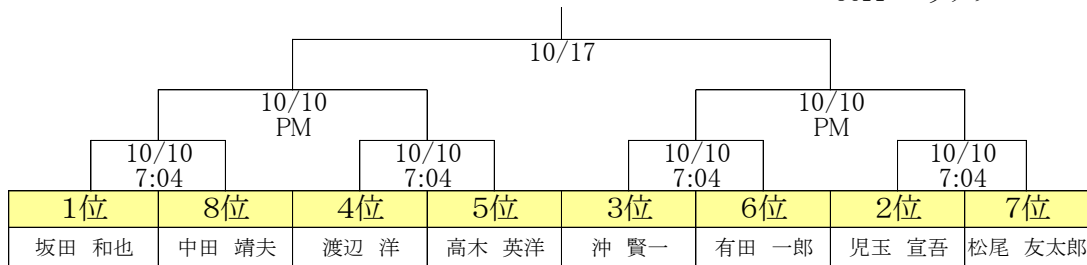 10/17
10/10 10/10
PM PM
10/10 10/10 10/10 10/10
7:04 7:04 7:04 7:04
1位 8位 4位 5位 3位 6位 2位 7位
坂田 和也 中田 靖夫 渡辺 洋 高木 英洋 沖 賢一 有田 一郎 児玉 宣吾 松尾 友太郎